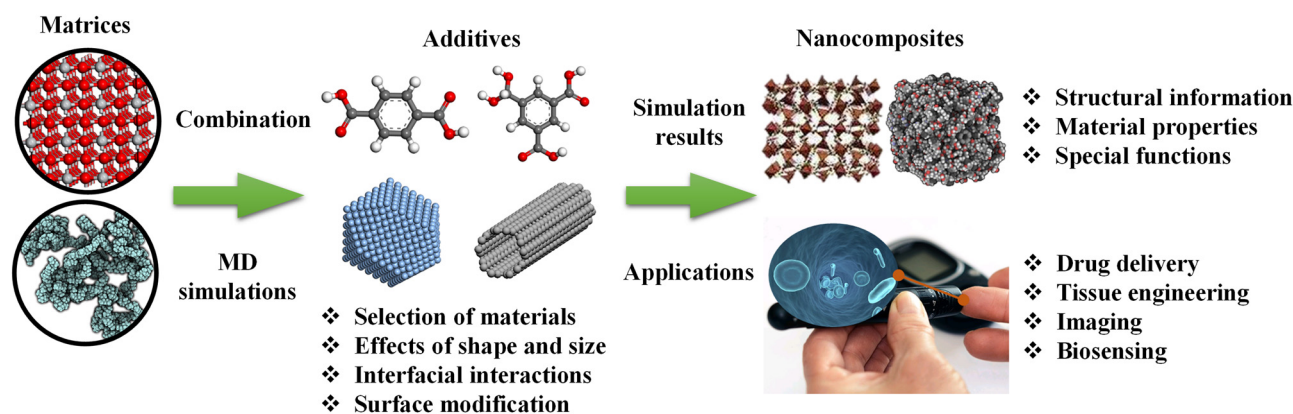 Matrices
Combination
MD
simulations
Additives
❖ Selection of materials
❖ Effects of shape and size
❖ Interfacial interactions
❖ Surface modification
Simulation
results
Applications
Nanocomposites
❖ Structural information
❖ Material properties
❖ Special functions
❖ Drug delivery
❖ Tissue engineering
❖ Imaging
❖ Biosensing